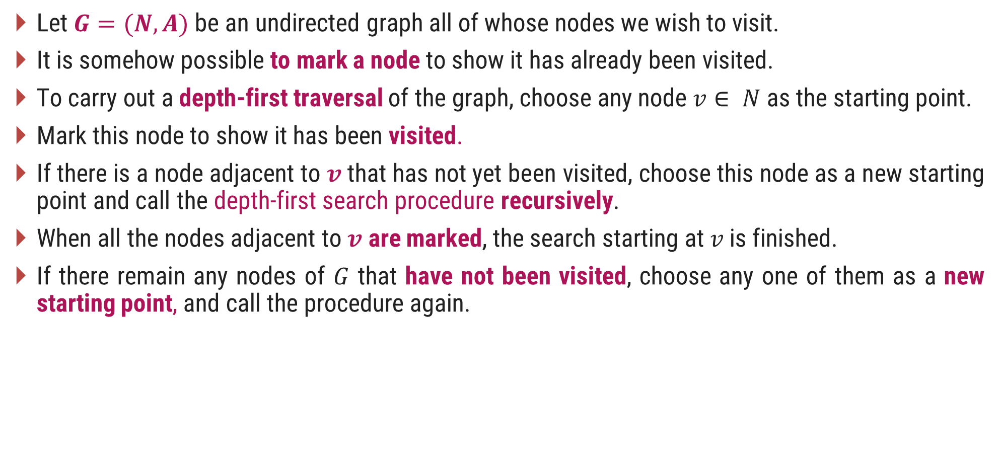 Let G = (N, A) be an undirected graph all of whose nodes we wish to visit.
It is somehow possible to mark a node to show it has already been visited.
To carry out a depth-first traversal of the graph, choose any node v ∈ N as the starting point.
Mark this node to show it has been visited.
If there is a node adjacent to v that has not yet been visited, choose this node as a new starting
point and call the depth-first search procedure recursively.
When all the nodes adjacent to v are marked, the search starting at v is finished.
If there remain any nodes of G that have not been visited, choose any one of them as a new
starting point, and call the procedure again.